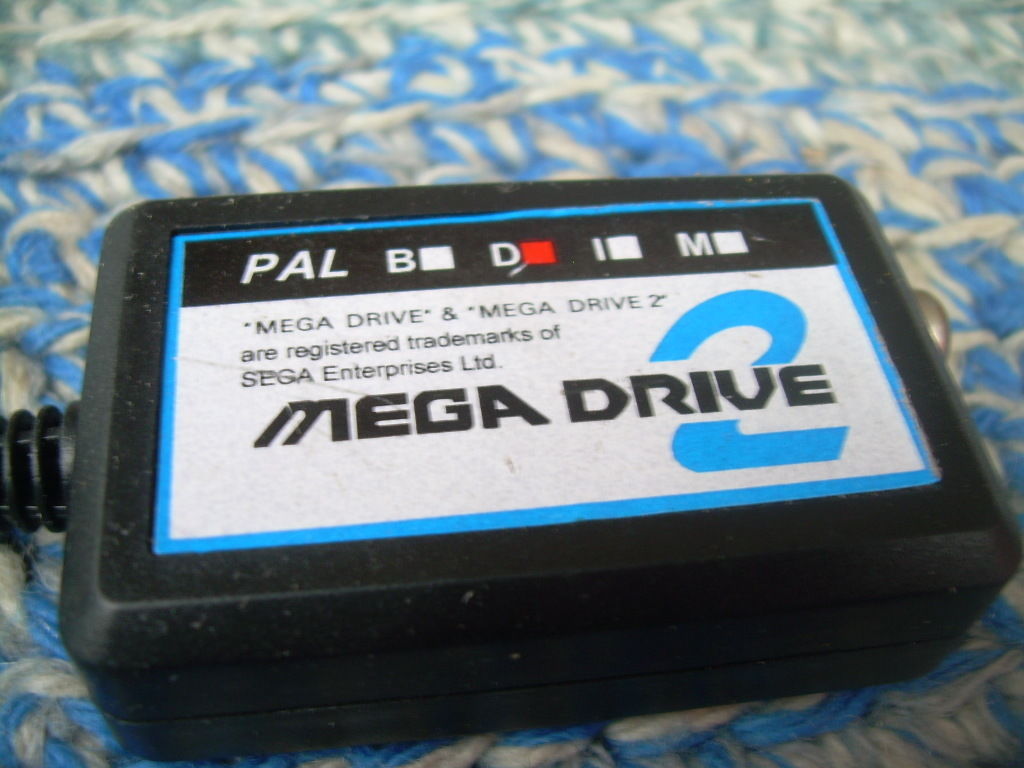 PAL B D I M
"MEGA DRIVE" & "MEGA DRIVE 2"
are registered trademarks of
SEGA Enterprises Ltd.
MEGA DRIVE 2